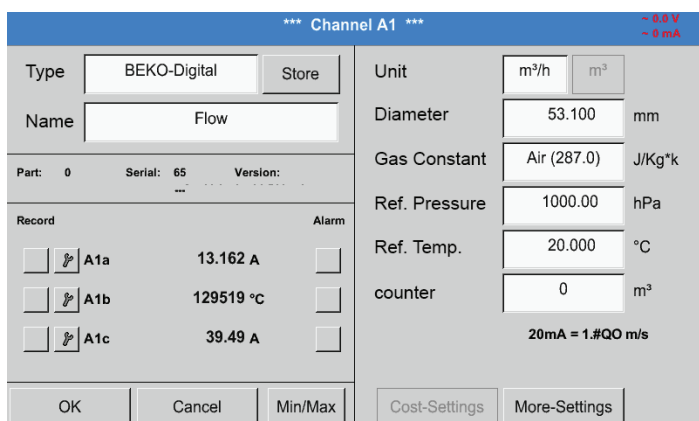 *** Channel A1 ***
~ 0.0 V
~ 0 mA
Type BEKO-Digital Store
Name Flow
Part: 0 Serial: 65 Version:
---
Record Alarm
A1a 13.162 A
A1b 129519 °C
A1c 39.49 A
OK Cancel Min/Max
Unit m³/h m³
Diameter 53.100 mm
Gas Constant Air (287.0) J/Kg*k
Ref. Pressure 1000.00 hPa
Ref. Temp. 20.000 °C
counter 0 m³
20mA = 1.#QO m/s
Cost-Settings More-Settings